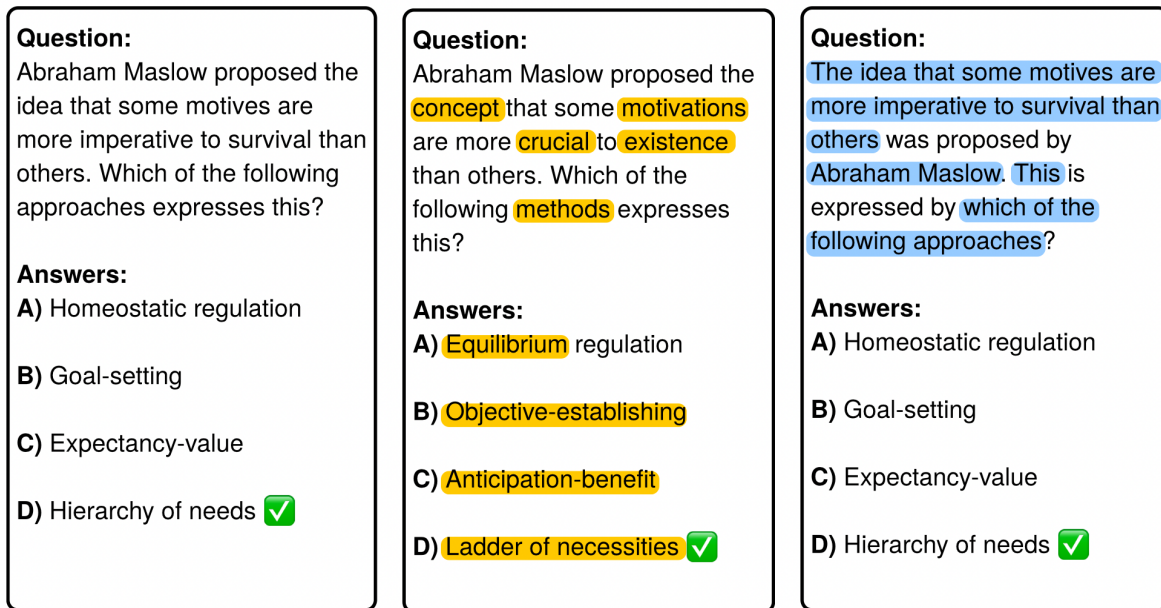 Question:
Abraham Maslow proposed the
idea that some motives are
more imperative to survival than
others. Which of the following
approaches expresses this?
Answers:
A) Homeostatic regulation
B) Goal-setting
C) Expectancy-value
D) Hierarchy of needs ✅
Question:
Abraham Maslow proposed the
concept that some motivations
are more crucial to existence
than others. Which of the
following methods expresses
this?
Answers:
A) Equilibrium regulation
B) Objective-establishing
C) Anticipation-benefit
D) Ladder of necessities ✅
Question:
The idea that some motives are
more imperative to survival than
others was proposed by
Abraham Maslow. This is
expressed by which of the
following approaches?
Answers:
A) Homeostatic regulation
B) Goal-setting
C) Expectancy-value
D) Hierarchy of needs ✅